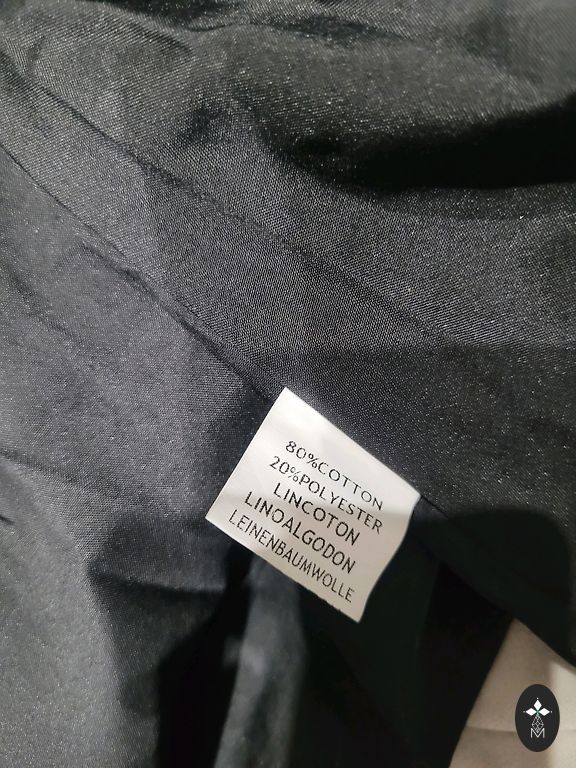 80%COTTON
20%POLYESTER
LINCOTON
LINOALGODON
LEINENBAUMWOLLE
M